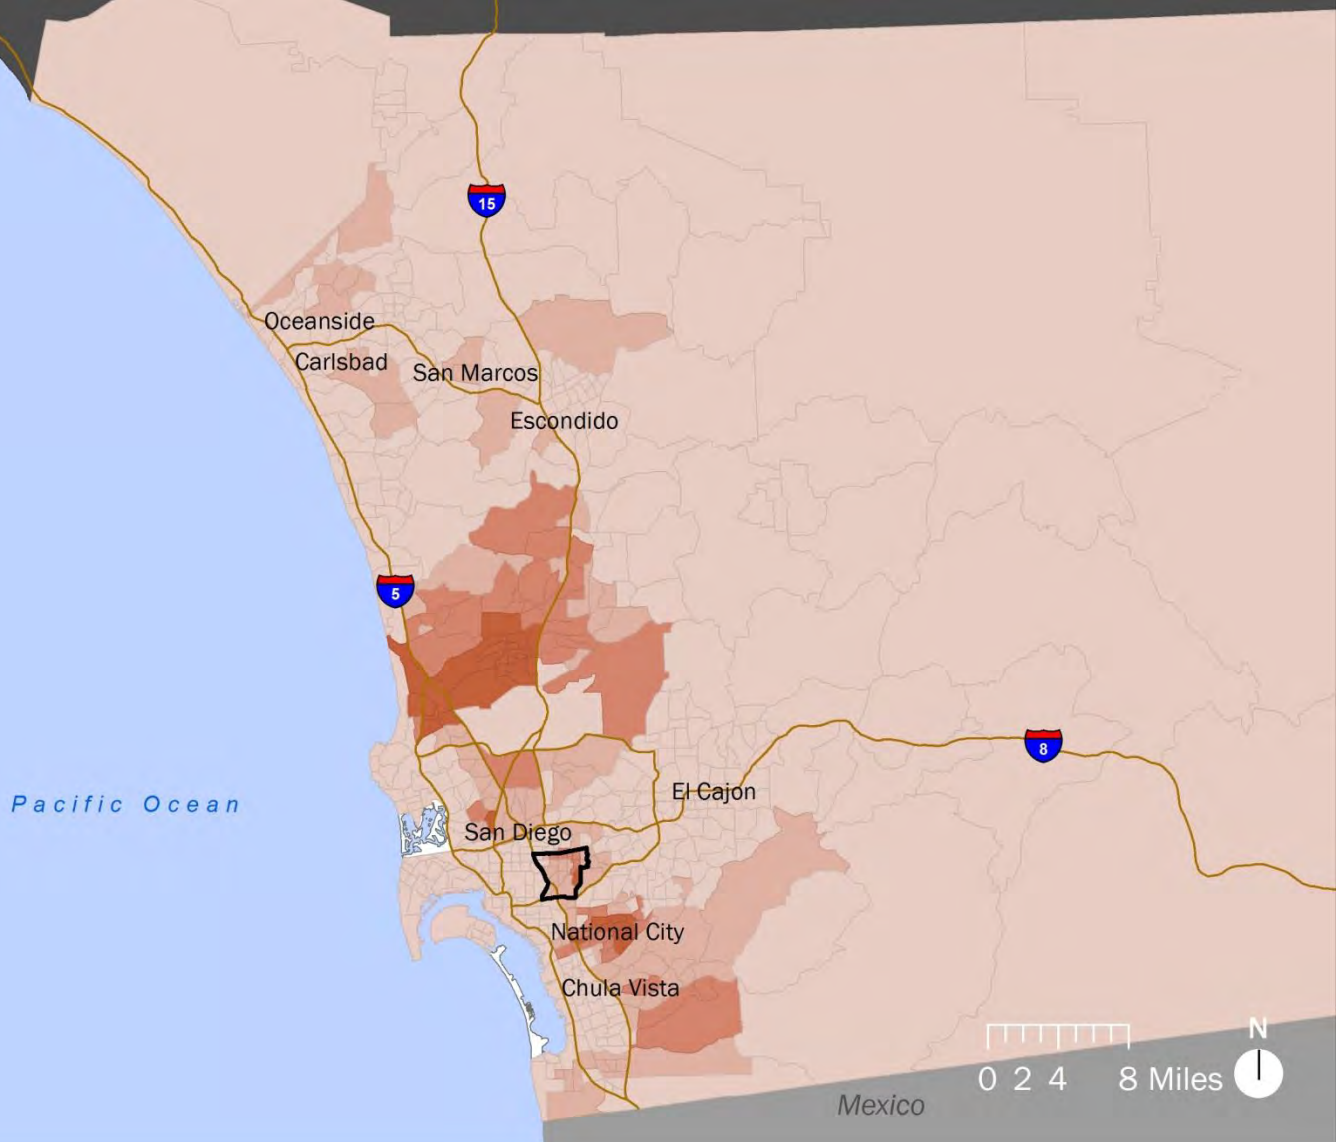 15
Oceanside
Carlsbad
San Marcos
Escondido
5
8
El Cajon
Pacific Ocean
San Diego
National City
Chula Vista
N
0 2 4 8 Miles
Mexico